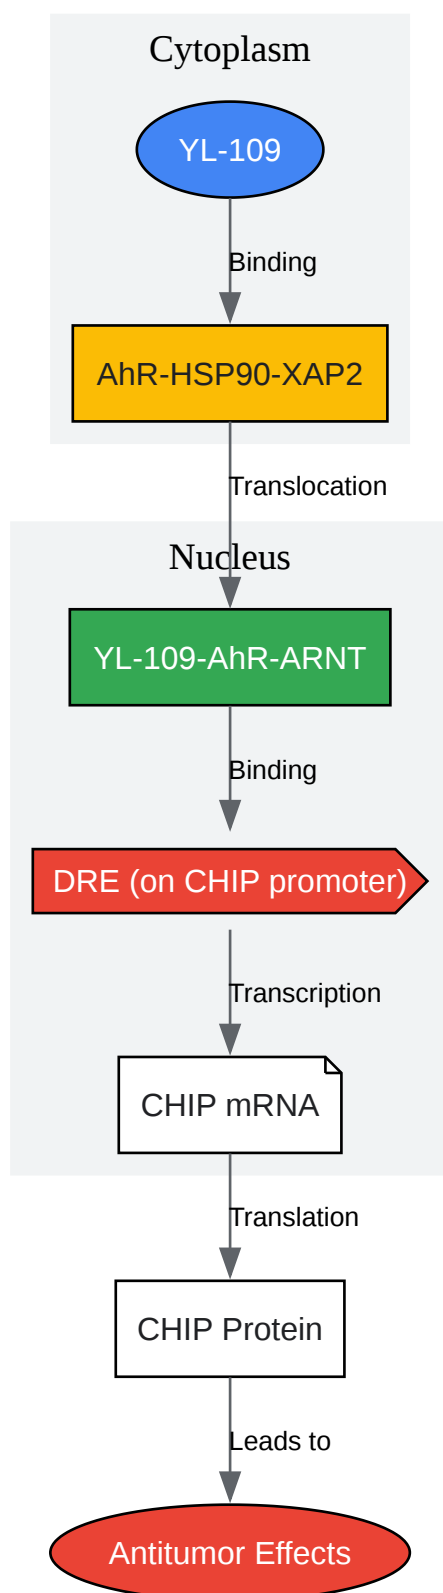 Cytoplasm
YL-109
Binding
AhR-HSP90-XAP2
Translocation
Nucleus
YL-109-AhR-ARNT
Binding
DRE (on CHIP promoter)
Transcription
CHIP mRNA
Translation
CHIP Protein
Leads to
Antitumor Effects